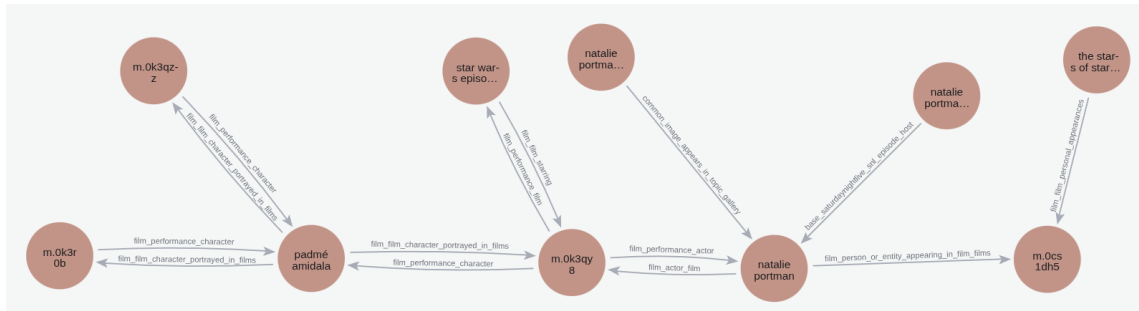 m.0k3qz-
z
star war-
s episo...
natalie
portma...
natalie
portma...
the star-
s of star...
film_performance_character
film_film_character_portrayed_in_films
film_film_starring
film_performance_film
common_image_appears_in_topic_gallery
base_saturdaynightlive_snl_episode_host
film_film_personal_appearances
m.0k3r
0b
film_performance_character
film_film_character_portrayed_in_films
padmé
amidala
film_film_character_portrayed_in_films
film_performance_character
m.0k3qy
8
film_performance_actor
film_actor_film
natalie
portman
film_person_or_entity_appearing_in_film_films
m.0cs
1dh5